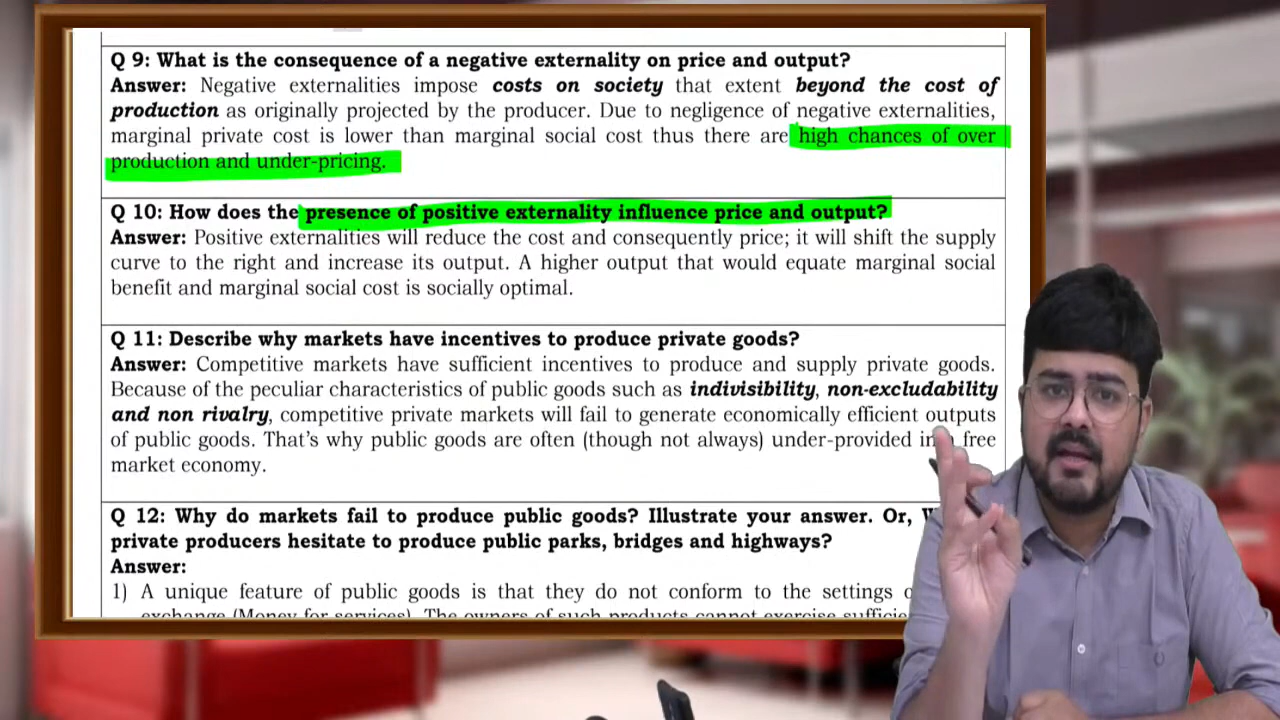 Q 9: What is the consequence of a negative externality on price and output?
Answer: Negative externalities impose costs on society that extent beyond the cost of
production as originally projected by the producer. Due to negligence of negative externalities,
marginal private cost is lower than marginal social cost thus there are high chances of over
production and under-pricing.
Q 10: How does the presence of positive externality influence price and output?
Answer: Positive externalities will reduce the cost and consequently price; it will shift the supply
curve to the right and increase its output. A higher output that would equate marginal social
benefit and marginal social cost is socially optimal.
Q 11: Describe why markets have incentives to produce private goods?
Answer: Competitive markets have sufficient incentives to produce and supply private goods.
Because of the peculiar characteristics of public goods such as indivisibility, non-excludability
and non rivalry, competitive private markets will fail to generate economically efficient outputs
of public goods. That's why public goods are often (though not always) under-provided in free
market economy.
Q 12: Why do markets fail to produce public goods? Illustrate your answer. Or,
private producers hesitate to produce public parks, bridges and highways?
Answer:
1) A unique feature of public goods is that they do not conform to the settings
exchange (Money for services). The owners of such products cannot exercise